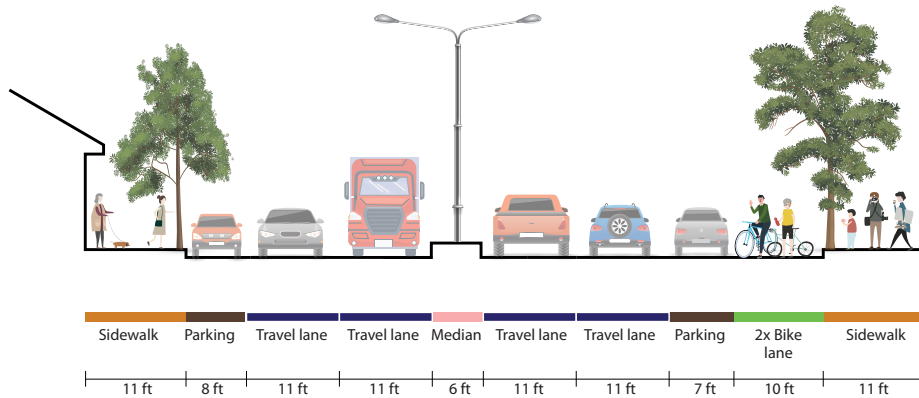 Sidewalk Parking Travel lane Travel lane Median Travel lane Travel lane Parking 2x Bike Sidewalk
lane
11 ft 8 ft 11 ft 11 ft 6 ft 11 ft 11 ft 7 ft 10 ft 11 ft